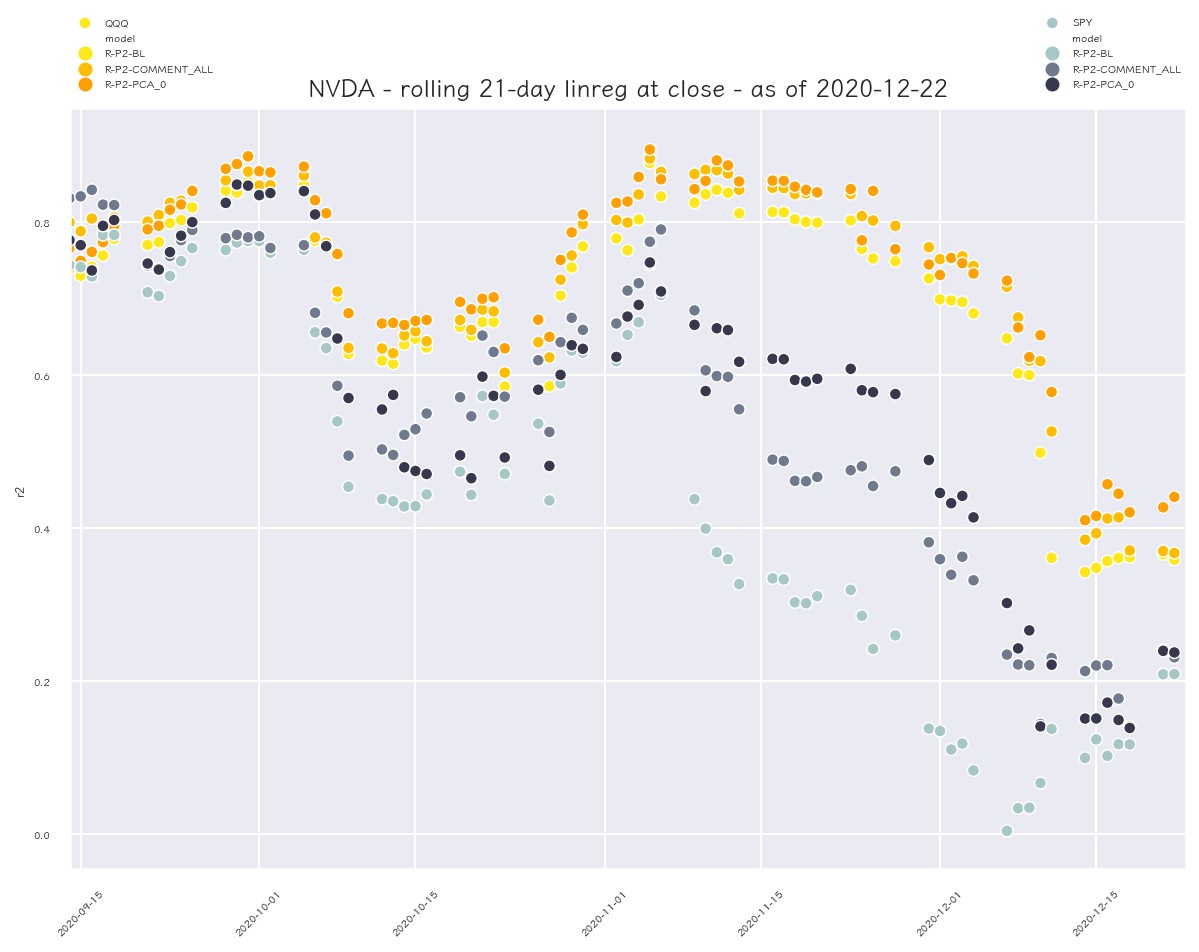 QQQ
model
R-P2-BL
R-P2-COMMENT_ALL
R-P2-PCA_0
SPY
model
R-P2-BL
R-P2-COMMENT_ALL
R-P2-PCA_0
NVDA - rolling 21-day linreg at close - as of 2020-12-22
0.8
0.6
r2
0.4
0.2
0.0
2020-09-15
2020-10-01
2020-10-15
2020-11-01
2020-11-15
2020-12-01
2020-12-15